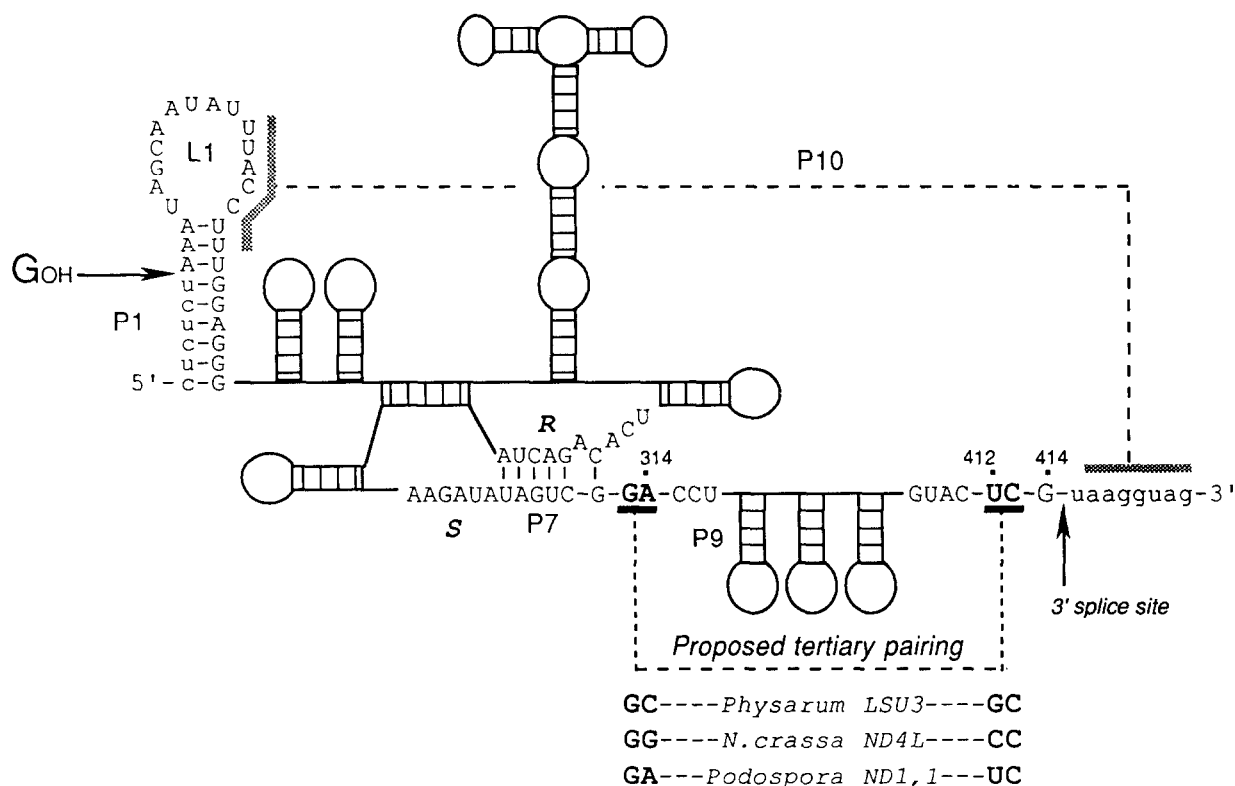 A U A U
A U
C U
G L1 A
A C
U C
P10
A-U
A-U
GOH
A-U
u-G
c-G
P1
u-A
c-G
u-G
5'-c-G
R
AUCAGACACU
314
412
414
AAGAUAUAGUC-G-GA-CCU
GUAC-UC-G-uaagguag-3'
S
P7
P9
3' splice site
Proposed tertiary pairing
GC----Physarum LSU3----GC
GG----N.crassa ND4L----CC
GA---Podospora ND1,1---UC